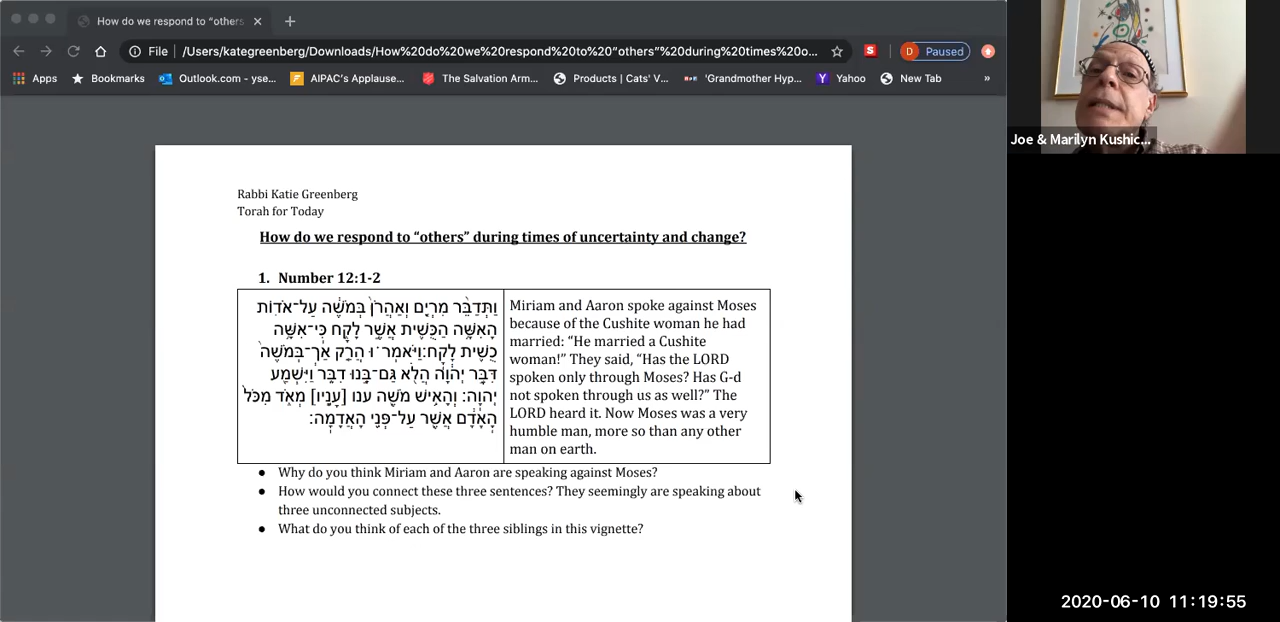 How do we respond to “others
File
/Users/kategreenberg/Downloads/How%20do%20we%20respond%20to%20“others”%20during%20times%20o...
Paused
Apps
Bookmarks
Outlook.com - yse...
AIPAC's Applause...
The Salvation Arm...
Products | Cats' V...
'Grandmother Hyp...
Yahoo
New Tab
»
Joe & Marilyn Kushic...
Rabbi Katie Greenberg
Torah for Today
How do we respond to “others” during times of uncertainty and change?
1. Number 12:1-2
וַתְּדַבֵּ֨ר מִרְיָ֤ם וְאַהֲרֹן֙ בְּמֹשֶׁ֔ה עַל־אֹד֛וֹת
הָאִשָּׁ֥ה הַכֻּשִׁ֖ית אֲשֶׁ֣ר לָקָ֑ח כִּֽי־אִשָּׁ֥ה
כֻשִׁ֖ית לָקָֽח׃וַיֹּאמְר֗וּ הֲרַ֤ק אַךְ־בְּמֹשֶׁה֙
דִּבֶּ֣ר יְהוָ֔ה הֲלֹ֖א גַּם־בָּ֣נוּ דִבֵּ֑ר וַיִּשְׁמַ֖ע
יְהוָֽה׃ וְהָאִ֥ישׁ מֹשֶׁ֖ה ענו [עָנָ֣יו] מְאֹ֑ד מִכֹּל֙
הָֽאָדָ֔ם אֲשֶׁ֖ר עַל־פְּנֵ֥י הָאֲדָמָֽה׃
Miriam and Aaron spoke against Moses
because of the Cushite woman he had
married: “He married a Cushite
woman!” They said, “Has the LORD
spoken only through Moses? Has G-d
not spoken through us as well?” The
LORD heard it. Now Moses was a very
humble man, more so than any other
man on earth.
● Why do you think Miriam and Aaron are speaking against Moses?
● How would you connect these three sentences? They seemingly are speaking about
three unconnected subjects.
● What do you think of each of the three siblings in this vignette?
2020-06-10 11:19:55